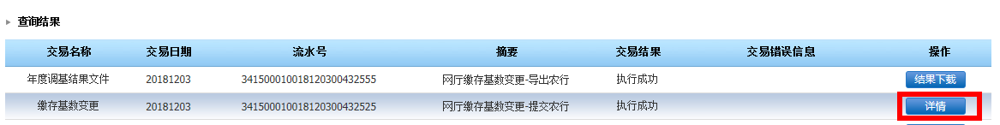 查询结果
交易名称 交易日期 流水号 摘要 交易结果 交易错误信息 操作
年度调基结果文件 20181203 341500010018120300432555 网厅缴存基数变更-导出农行 执行成功 结果下载
缴存基数变更 20181203 341500010018120300432525 网厅缴存基数变更-提交农行 执行成功 详情